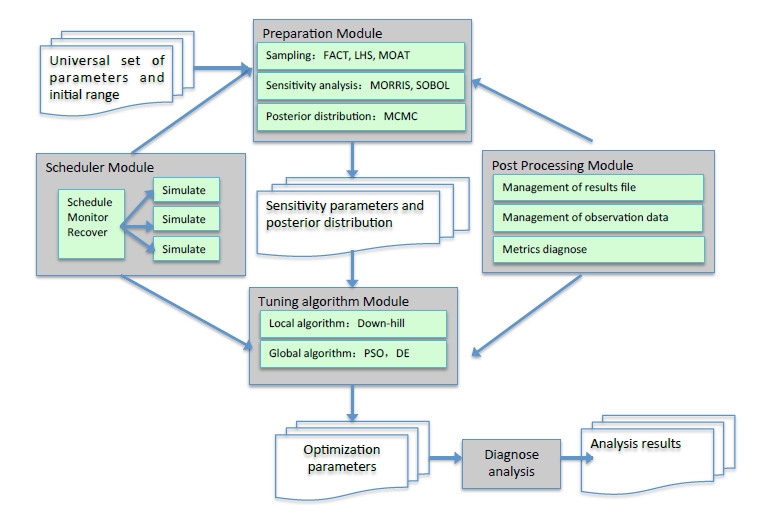 Preparation Module
Sampling：FACT, LHS, MOAT
Sensitivity analysis：MORRIS, SOBOL
Posterior distribution：MCMC
Universal set of
parameters and
initial range
Scheduler Module
Schedule
Monitor
Recover
Simulate
Simulate
Simulate
Sensitivity parameters and
posterior distribution
Post Processing Module
Management of results file
Management of observation data
Metrics diagnose
Tuning algorithm Module
Local algorithm：Down-hill
Global algorithm：PSO，DE
Optimization
parameters
Diagnose
analysis
Analysis results